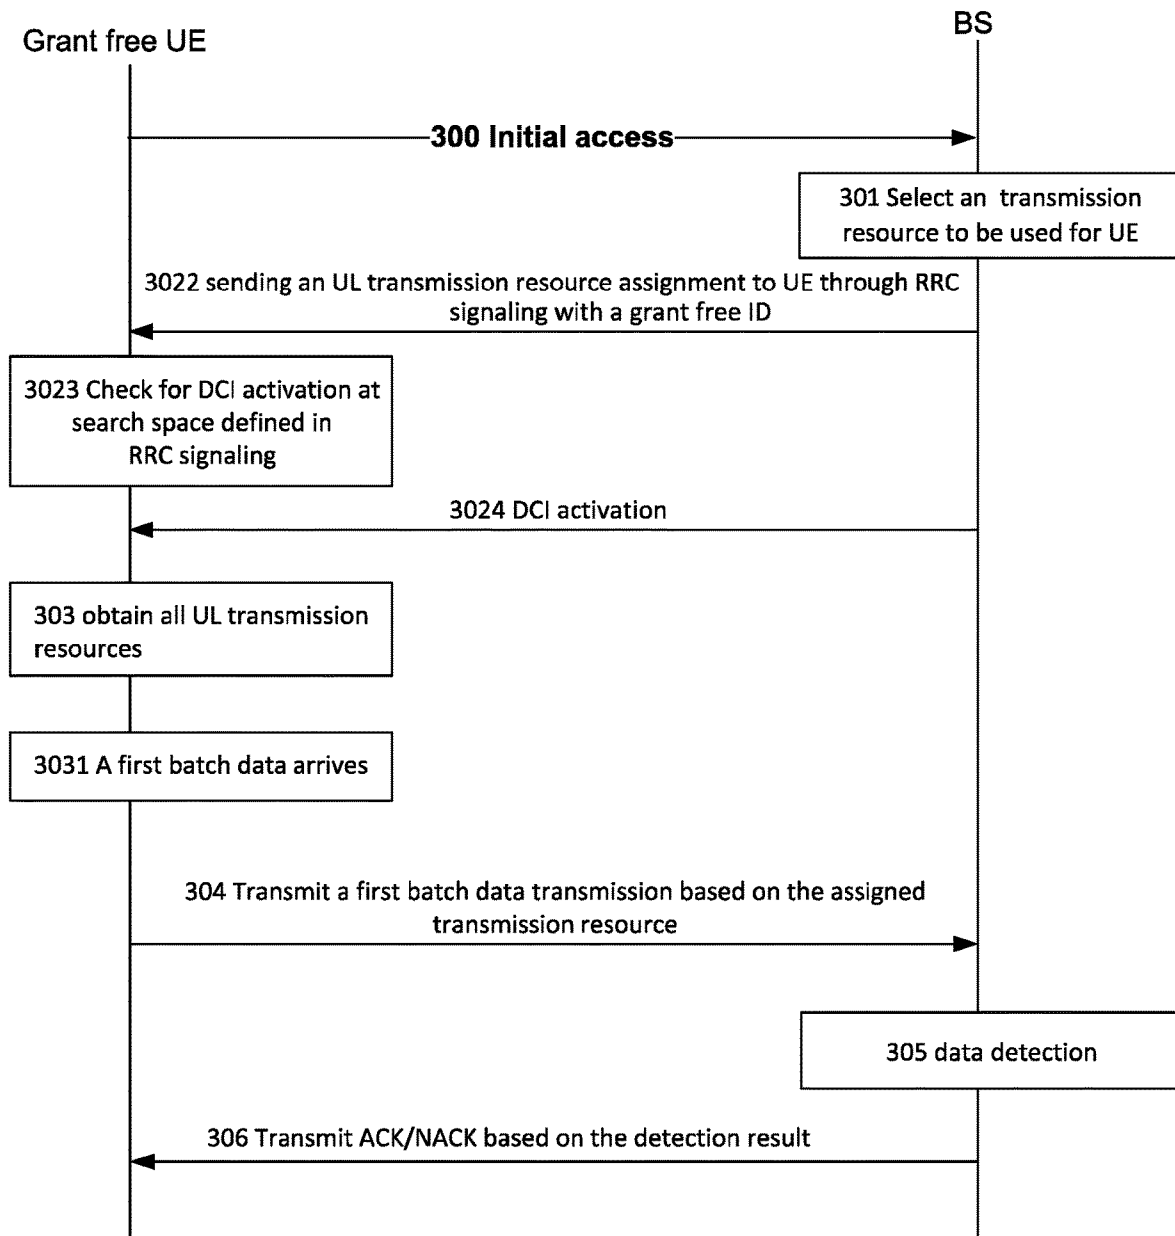 Grant free UE
BS
300 Initial access
301 Select an transmission
resource to be used for UE
3022 sending an UL transmission resource assignment to UE through RRC
signaling with a grant free ID
3023 Check for DCI activation at
search space defined in
RRC signaling
3024 DCI activation
303 obtain all UL transmission
resources
3031 A first batch data arrives
304 Transmit a first batch data transmission based on the assigned
transmission resource
305 data detection
306 Transmit ACK/NACK based on the detection result